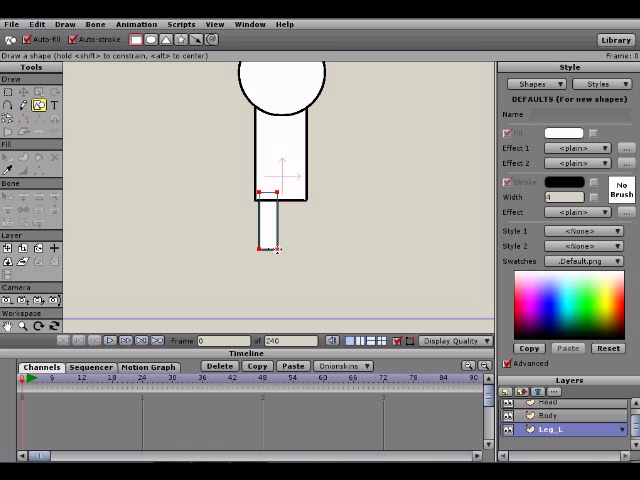 File Edit Draw Bone Animation Scripts View Window Help
Auto-fill Auto-stroke Library Frame: 0
Draw a shape (hold <shift> to constrain, <alt> to center)
Tools
Draw
T
Fill
Bone
Layer
Camera
Workspace
Frame 0 of 240 Display Quality
Timeline
Channels Sequencer Motion Graph Delete Copy Paste Onionskins
0 6 12 18 24 30 36 42 48 54 60 66 72 78 84 90
0 1 2 3
Style
Shapes Styles
DEFAULTS (For new shapes)
Name
Fill
Effect 1 <plain> ...
Effect 2 <plain> ...
Stroke No Brush
Width 4
Effect <plain> ...
Style 1 <None>
Style 2 <None>
Swatches .Default.png
Copy Paste Reset
Advanced
Layers
Head
Body
Leg_L